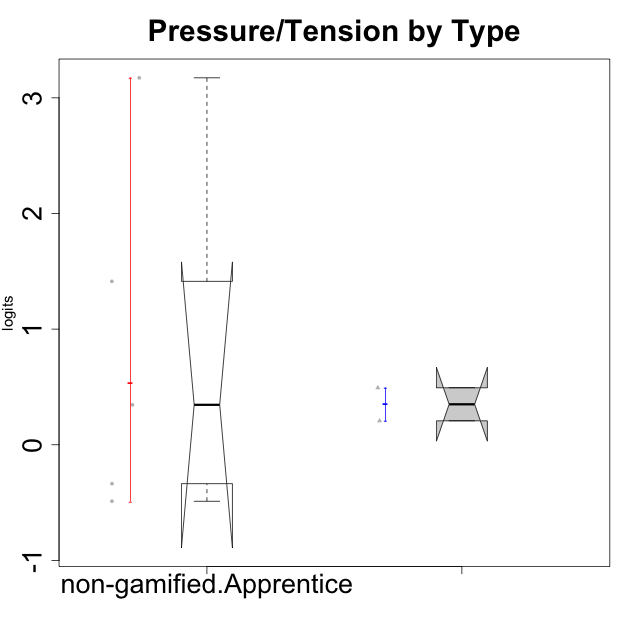 Pressure/Tension by Type
3
2
1
0
-1
logits
non-gamified.Apprentice